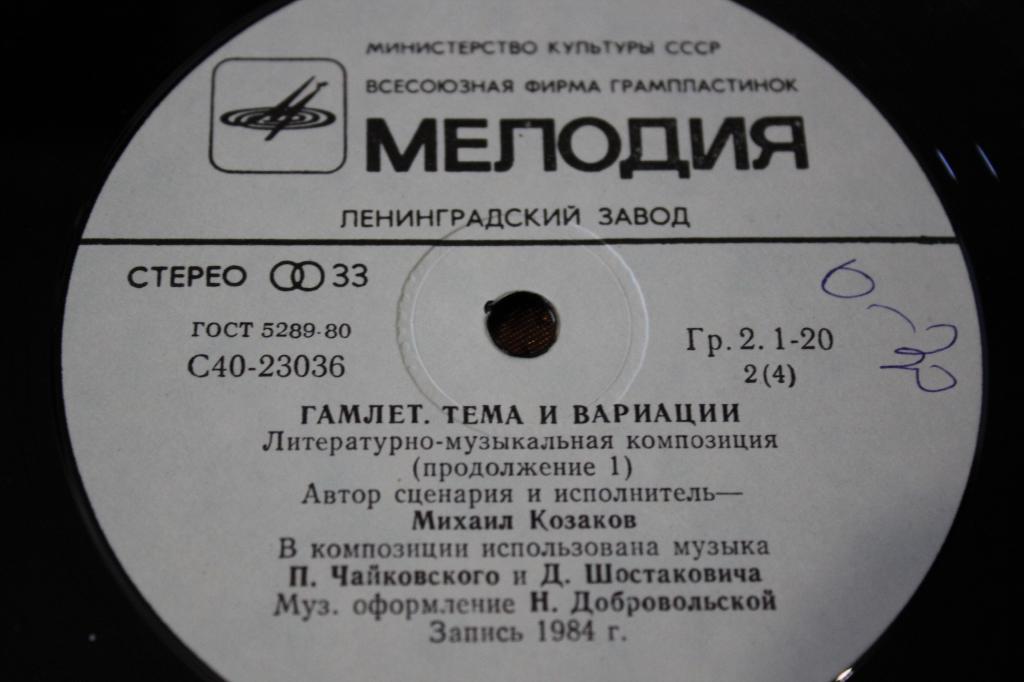 МИНИСТЕРСТВО КУЛЬТУРЫ СССР
ВСЕСОЮЗНАЯ ФИРМА ГРАМПЛАСТИНОК
МЕЛОДИЯ
ЛЕНИНГРАДСКИЙ ЗАВОД
СТЕРЕО 33
ГОСТ 5289-80
С40-23036
Гр. 2. 1-20
2(4)
ГАМЛЕТ. ТЕМА И ВАРИАЦИИ
Литературно-музыкальная композиция
(продолжение 1)
Автор сценария и исполнитель—
Михаил Козаков
В композиции использована музыка
П. Чайковского и Д. Шостаковича
Муз. оформление Н. Добровольской
Запись 1984 г.